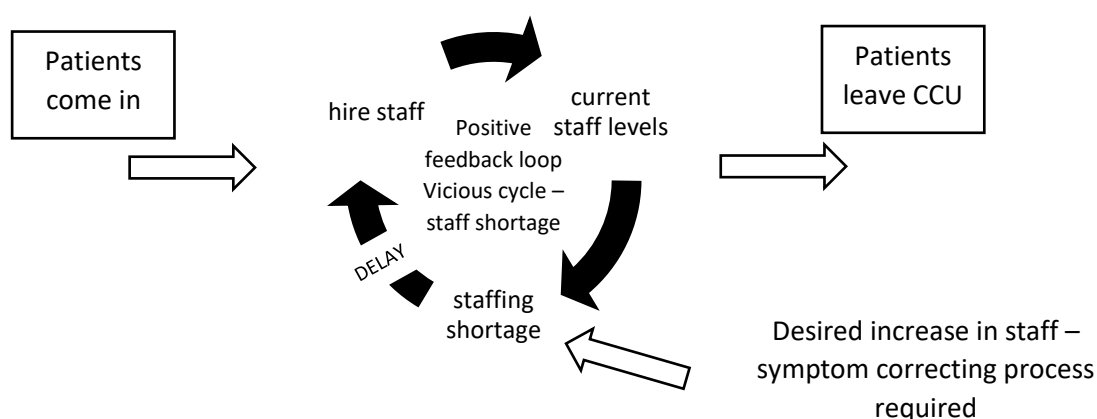 Patients
come in
hire staff
current
staff levels
Positive
feedback loop
Vicious cycle –
staff shortage
DELAY
staffing
shortage
Patients
leave CCU
Desired increase in staff –
symptom correcting process
required